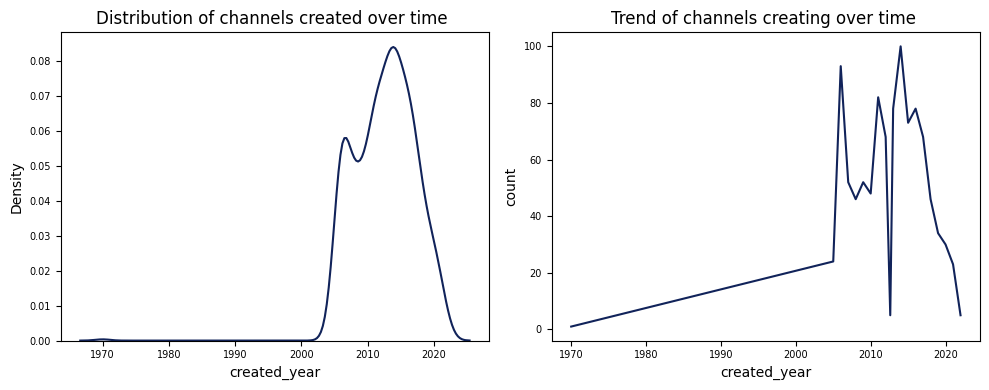 Distribution of channels created over time
Density
0.08
0.07
0.06
0.05
0.04
0.03
0.02
0.01
0.00
1970 1980 1990 2000 2010 2020
created_year
Trend of channels creating over time
count
100
80
60
40
20
0
1970 1980 1990 2000 2010 2020
created_year